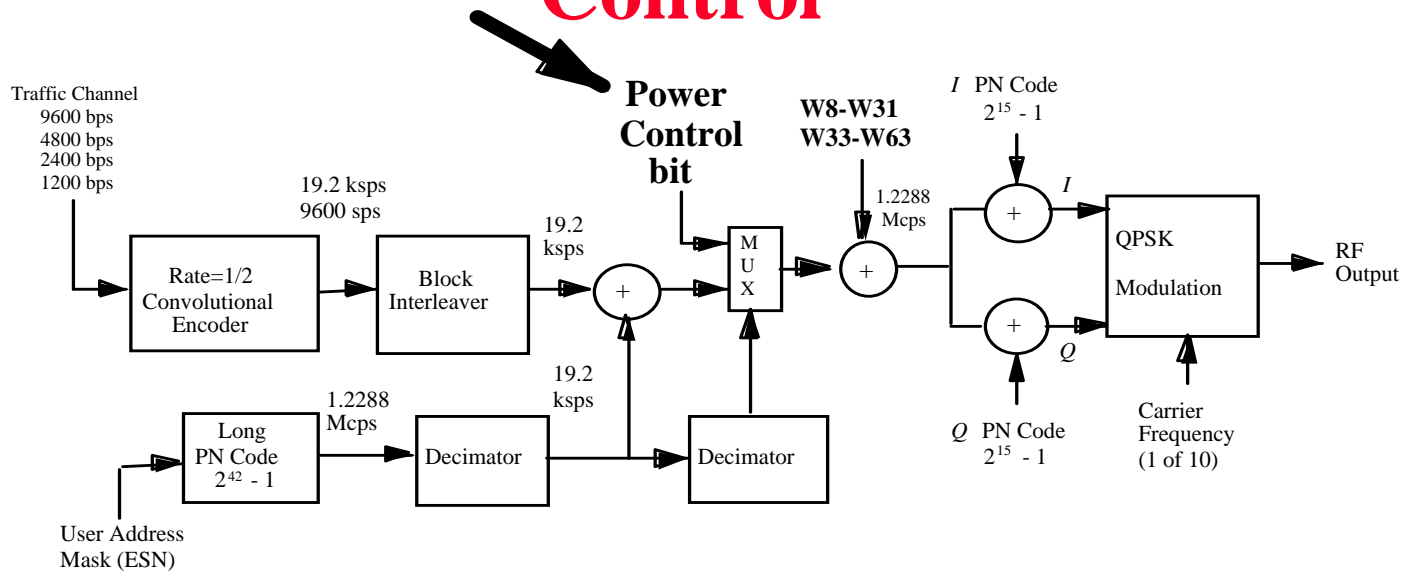 Control
Traffic Channel
9600 bps
4800 bps
2400 bps
1200 bps
Power
Control
bit
W8-W31
W33-W63
I PN Code
2^15 - 1
19.2 ksps
9600 sps
19.2
ksps
1.2288
Mcps
I
Rate=1/2
Convolutional
Encoder
Block
Interleaver
+
M
U
X
+
+
QPSK
Modulation
RF
Output
+
Q
19.2
ksps
1.2288
Mcps
Long
PN Code
2^42 - 1
Decimator
Decimator
Q PN Code
2^15 - 1
Carrier
Frequency
(1 of 10)
User Address
Mask (ESN)